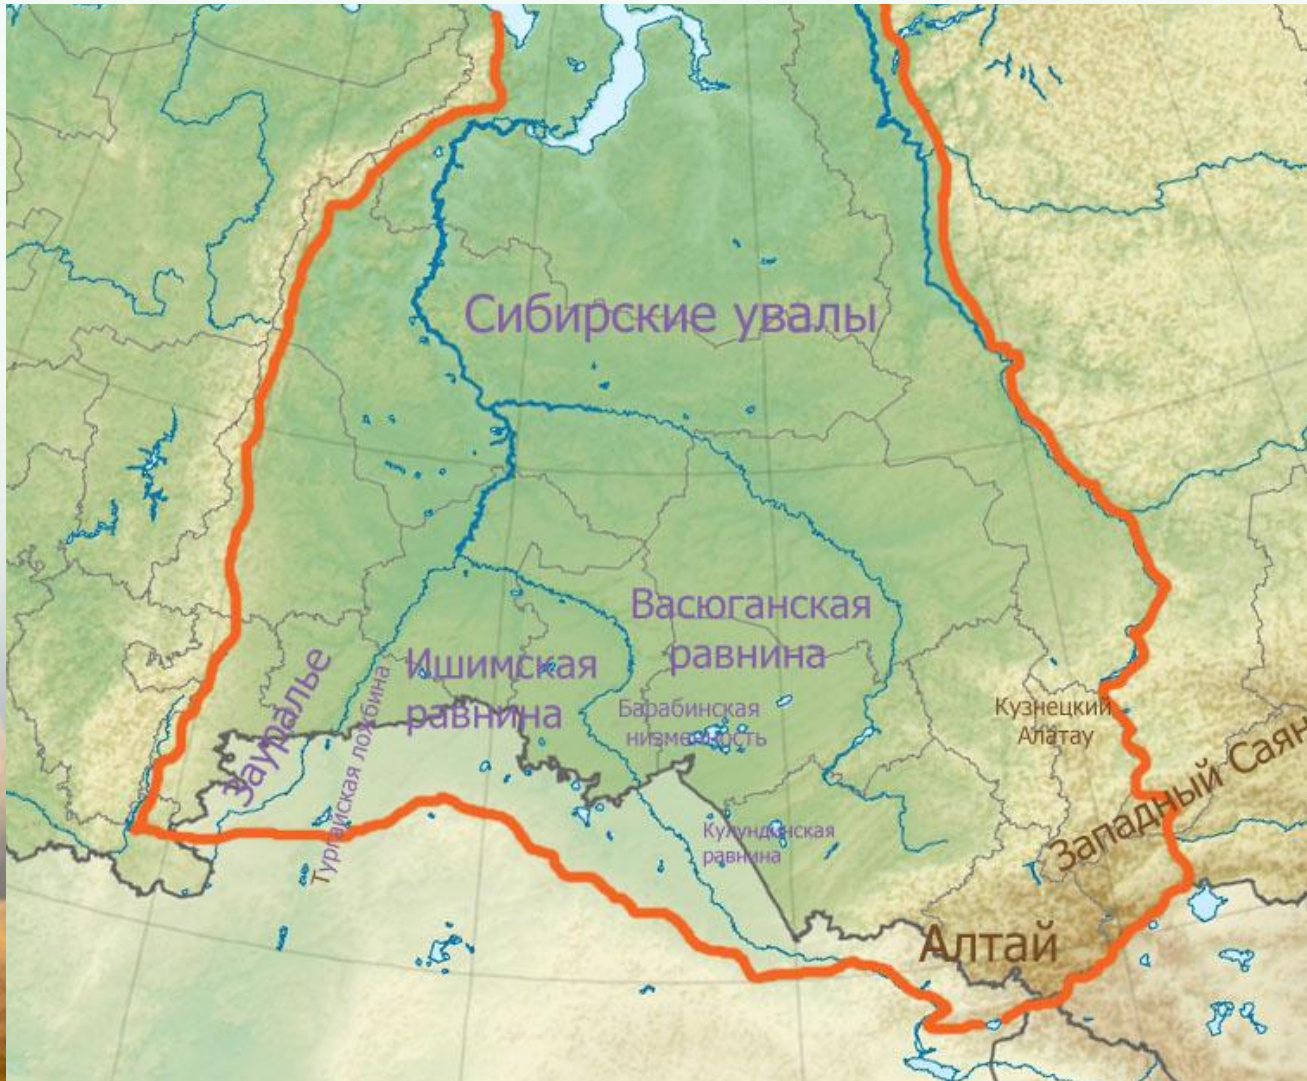 Сибирские увалы
Васюганская
равнина
Ишимская
равнина
Зауралье
Тургайская ложбина
Барабинская
низменность
Кузнецкий
Алатау
Западный Саян
Кулундинская
равнина
Алтай